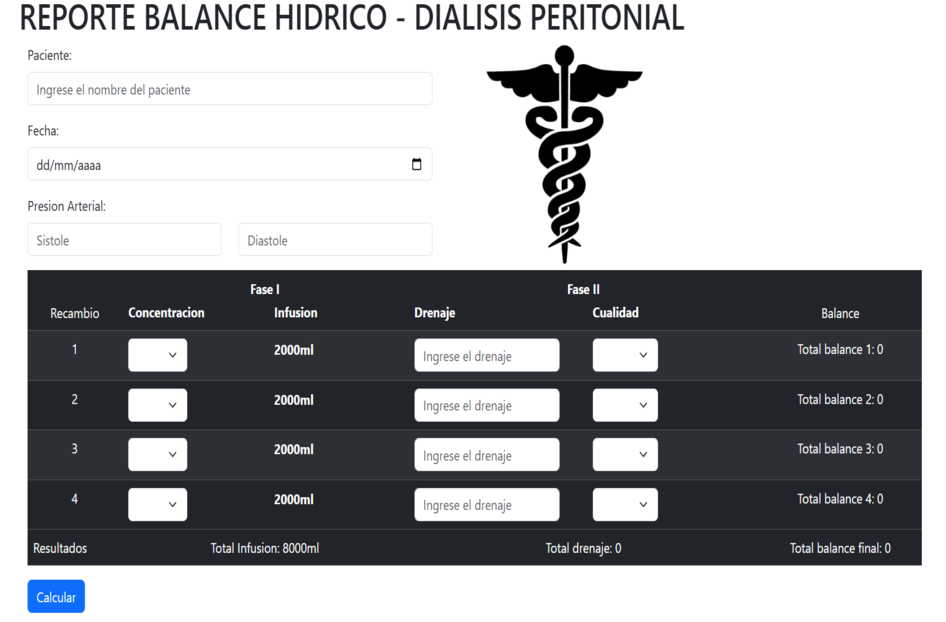 REPORTE BALANCE HIDRICO - DIALISIS PERITONIAL
Paciente:
Ingrese el nombre del paciente
Fecha:
dd/mm/aaaa
Presion Arterial:
Sistole Diastole
Fase I Fase II
Recambio Concentracion Infusion Drenaje Cualidad Balance
1 2000ml Ingrese el drenaje Total balance 1: 0
2 2000ml Ingrese el drenaje Total balance 2: 0
3 2000ml Ingrese el drenaje Total balance 3: 0
4 2000ml Ingrese el drenaje Total balance 4: 0
Resultados Total Infusion: 8000ml Total drenaje: 0 Total balance final: 0
Calcular